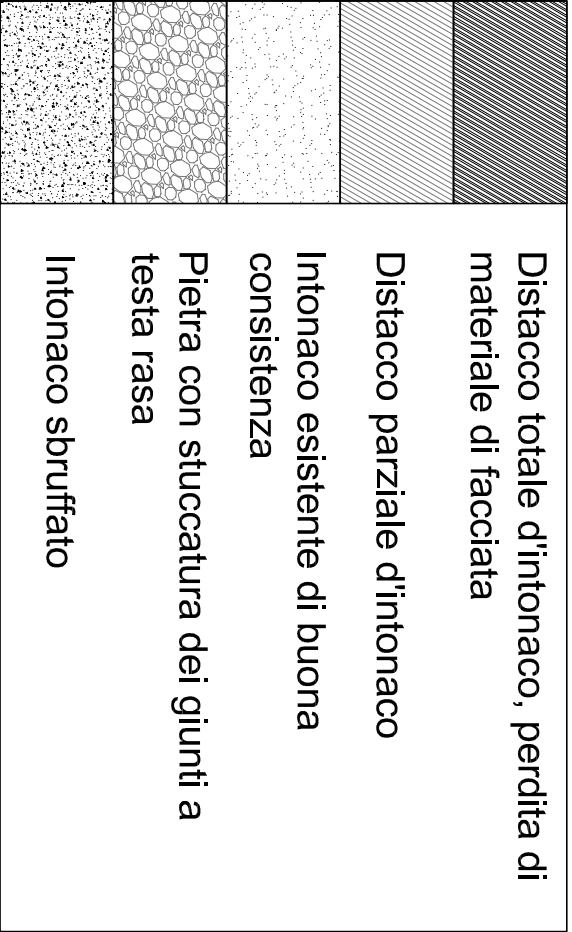 Distacco totale d'intonaco, perdita di
materiale di facciata
Distacco parziale d'intonaco
Intonaco esistente di buona
consistenza
Pietra con stuccatura dei giunti a
testa rasa
Intonaco sbruffato